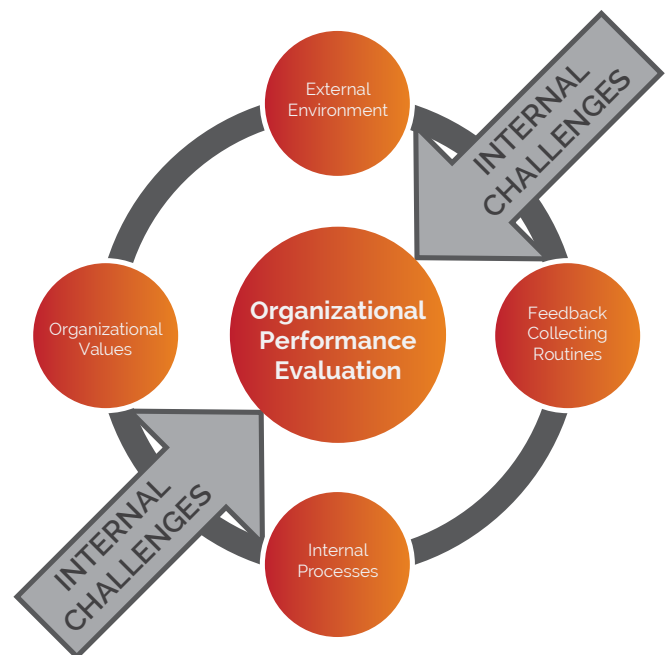 External
Environment
INTERNAL
CHALLENGES
Organizational
Values
Organizational
Performance
Evaluation
Feedback
Collecting
Routines
INTERNAL
CHALLENGES
Internal
Processes